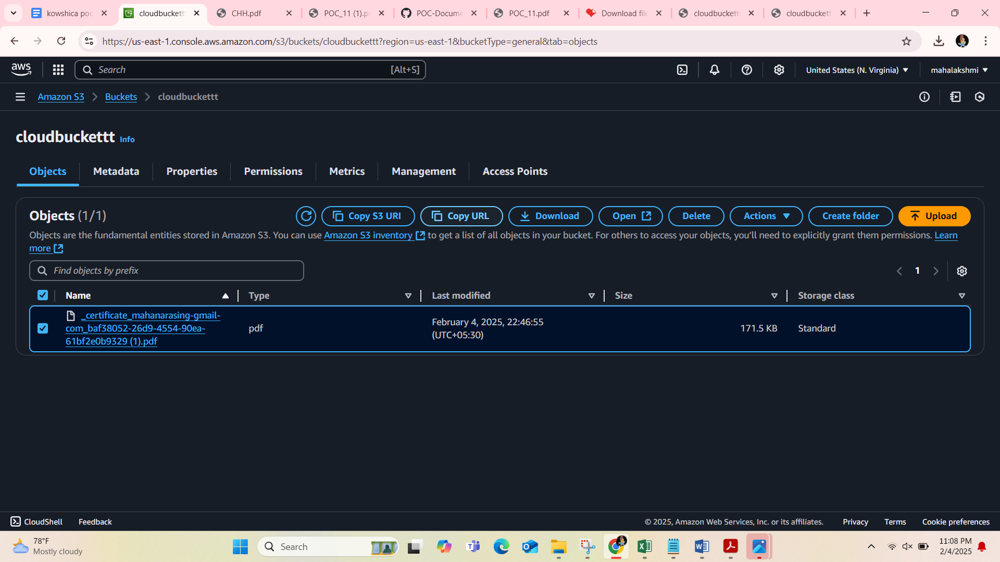 kowshica poc
cloudbuckett
CHH.pdf
POC_11 (1).p
POC-Docume
POC_11.pdf
Download file
cloudbuckett
cloudbuckett
https://us-east-1.console.aws.amazon.com/s3/buckets/cloudbuckettt?region=us-east-1&bucketType=general&tab=objects
aws
Search
[Alt+S]
United States (N. Virginia)
mahalakshmi
Amazon S3
Buckets
cloudbuckettt
cloudbuckettt
Info
Objects
Metadata
Properties
Permissions
Metrics
Management
Access Points
Objects (1/1)
Copy S3 URI
Copy URL
Download
Open
Delete
Actions
Create folder
Upload
Objects are the fundamental entities stored in Amazon S3. You can use Amazon S3 inventory to get a list of all objects in your bucket. For others to access your objects, you’ll need to explicitly grant them permissions. Learn
more
Find objects by prefix
1
Name
Type
Last modified
Size
Storage class
_certificate_mahanarasing-gmail-
com_baf38052-26d9-4554-90ea-
61bf2e0b9329 (1).pdf
pdf
February 4, 2025, 22:46:55
(UTC+05:30)
171.5 KB
Standard
CloudShell
Feedback
© 2025, Amazon Web Services, Inc. or its affiliates.
Privacy
Terms
Cookie preferences
78°F
Mostly cloudy
Search
11:08 PM
2/4/2025